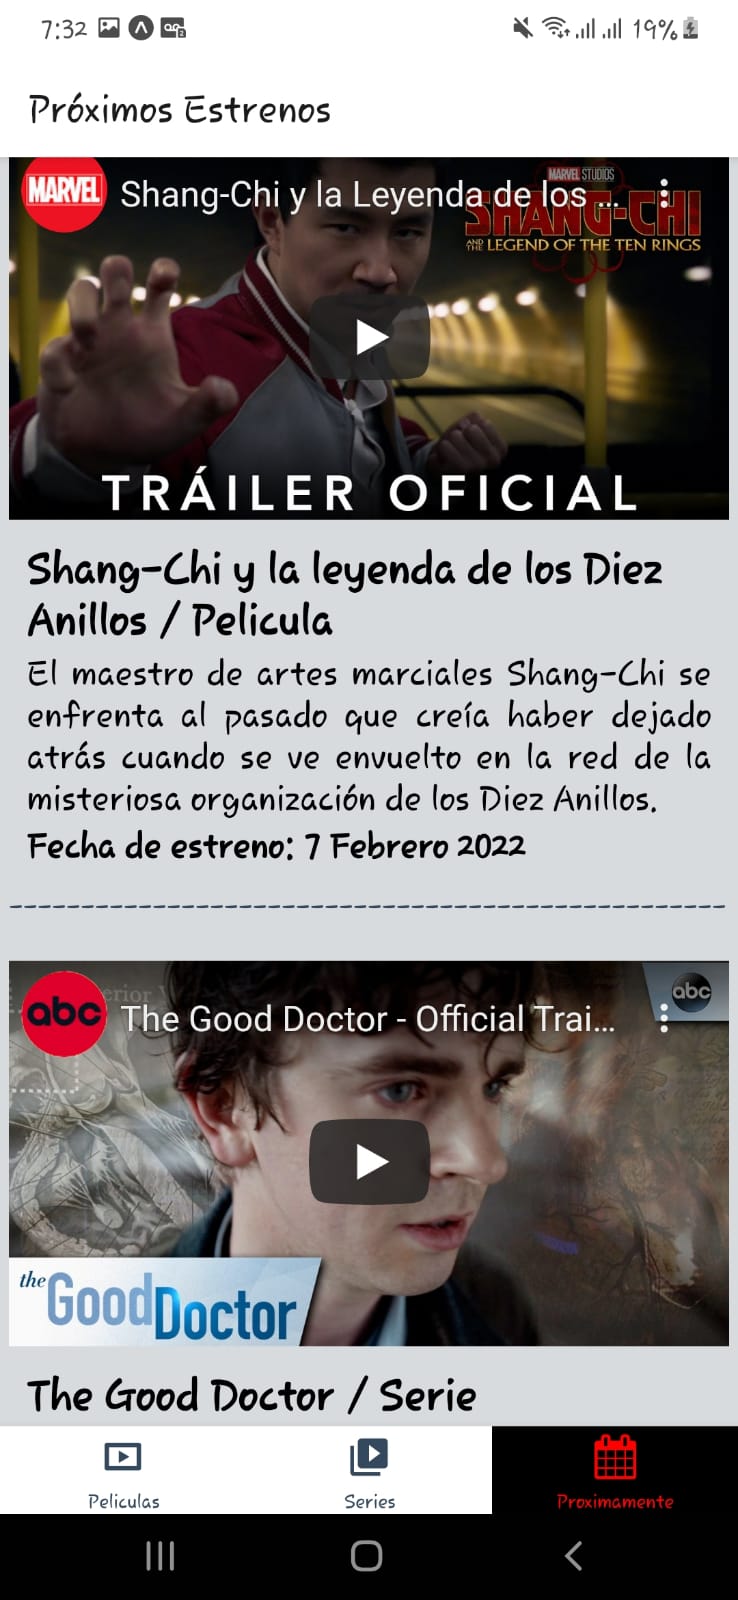 7:32
19%
Próximos Estrenos
MARVEL
Shang-Chi y la Leyenda de los ...
MARVEL STUDIOS
SHANG-CHI
AND THE LEGEND OF THE TEN RINGS
TRÁILER OFICIAL
Shang-Chi y la leyenda de los Diez
Anillos / Pelicula
El maestro de artes marciales Shang-Chi se
enfrenta al pasado que creía haber dejado
atrás cuando se ve envuelto en la red de la
misteriosa organización de los Diez Anillos.
Fecha de estreno: 7 Febrero 2022
abc
The Good Doctor - Official Trai...
abc
the Good Doctor
The Good Doctor / Serie
Peliculas
Series
Proximamente